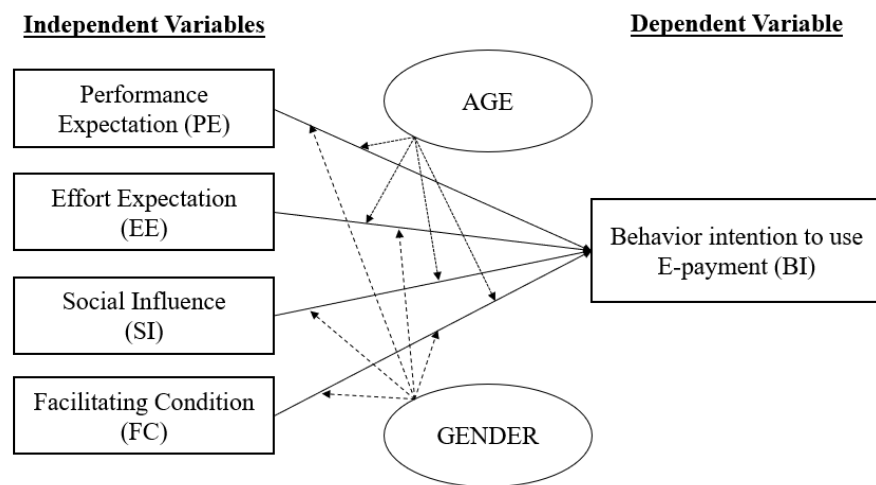 Independent Variables
Dependent Variable
Performance
Expectation (PE)
AGE
Effort Expectation
(EE)
Behavior intention to use
E-payment (BI)
Social Influence
(SI)
Facilitating Condition
(FC)
GENDER